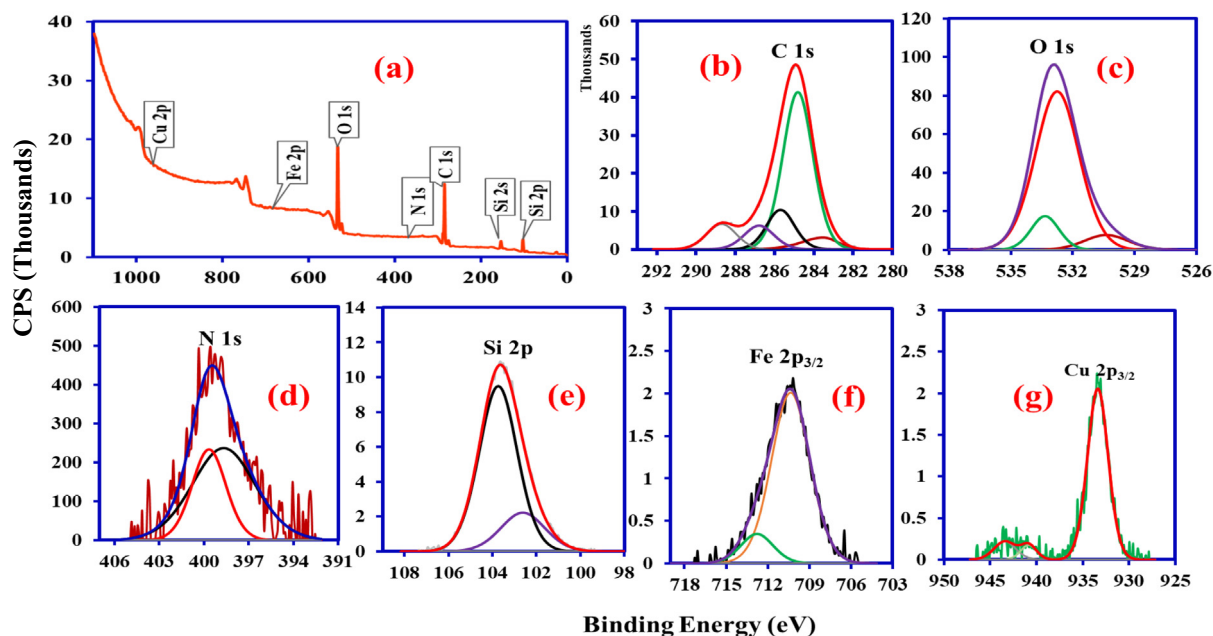 CPS (Thousands)
40
30
20
10
0
(a)
Cu 2p
Fe 2p
O 1s
N 1s
C 1s
Si 2s
Si 2p
1000 800 600 400 200 0
Thousands
60
50
40
30
20
10
0
(b)
C 1s
292 290 288 286 284 282 280
120
100
80
60
40
20
0
O 1s
(c)
538 535 532 529 526
600
500
400
300
200
100
0
N 1s
(d)
406 403 400 397 394 391
14
12
10
8
6
4
2
0
Si 2p
(e)
108 106 104 102 100 98
3
2.5
2
1.5
1
0.5
0
Fe 2p3/2
(f)
718 715 712 709 706 703
3
2.5
2
1.5
1
0.5
0
Cu 2p3/2
(g)
950 945 940 935 930 925
Binding Energy (eV)